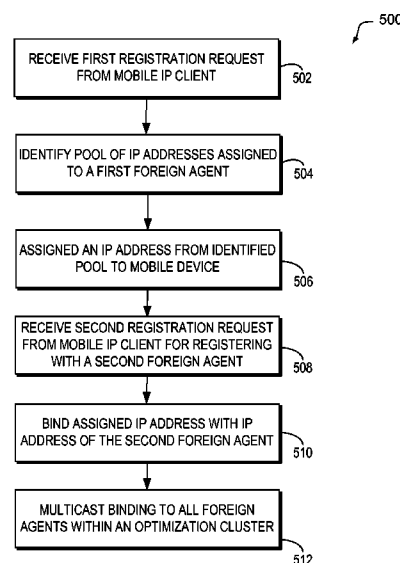 500
RECEIVE FIRST REGISTRATION REQUEST
FROM MOBILE IP CLIENT
502
IDENTIFY POOL OF IP ADDRESSES ASSIGNED
TO A FIRST FOREIGN AGENT
504
ASSIGNED AN IP ADDRESS FROM IDENTIFIED
POOL TO MOBILE DEVICE
506
RECEIVE SECOND REGISTRATION REQUEST
FROM MOBILE IP CLIENT FOR REGISTERING
WITH A SECOND FOREIGN AGENT
508
BIND ASSIGNED IP ADDRESS WITH IP
ADDRESS OF THE SECOND FOREIGN AGENT
510
MULTICAST BINDING TO ALL FOREIGN
AGENTS WITHIN AN OPTIMIZATION CLUSTER
512